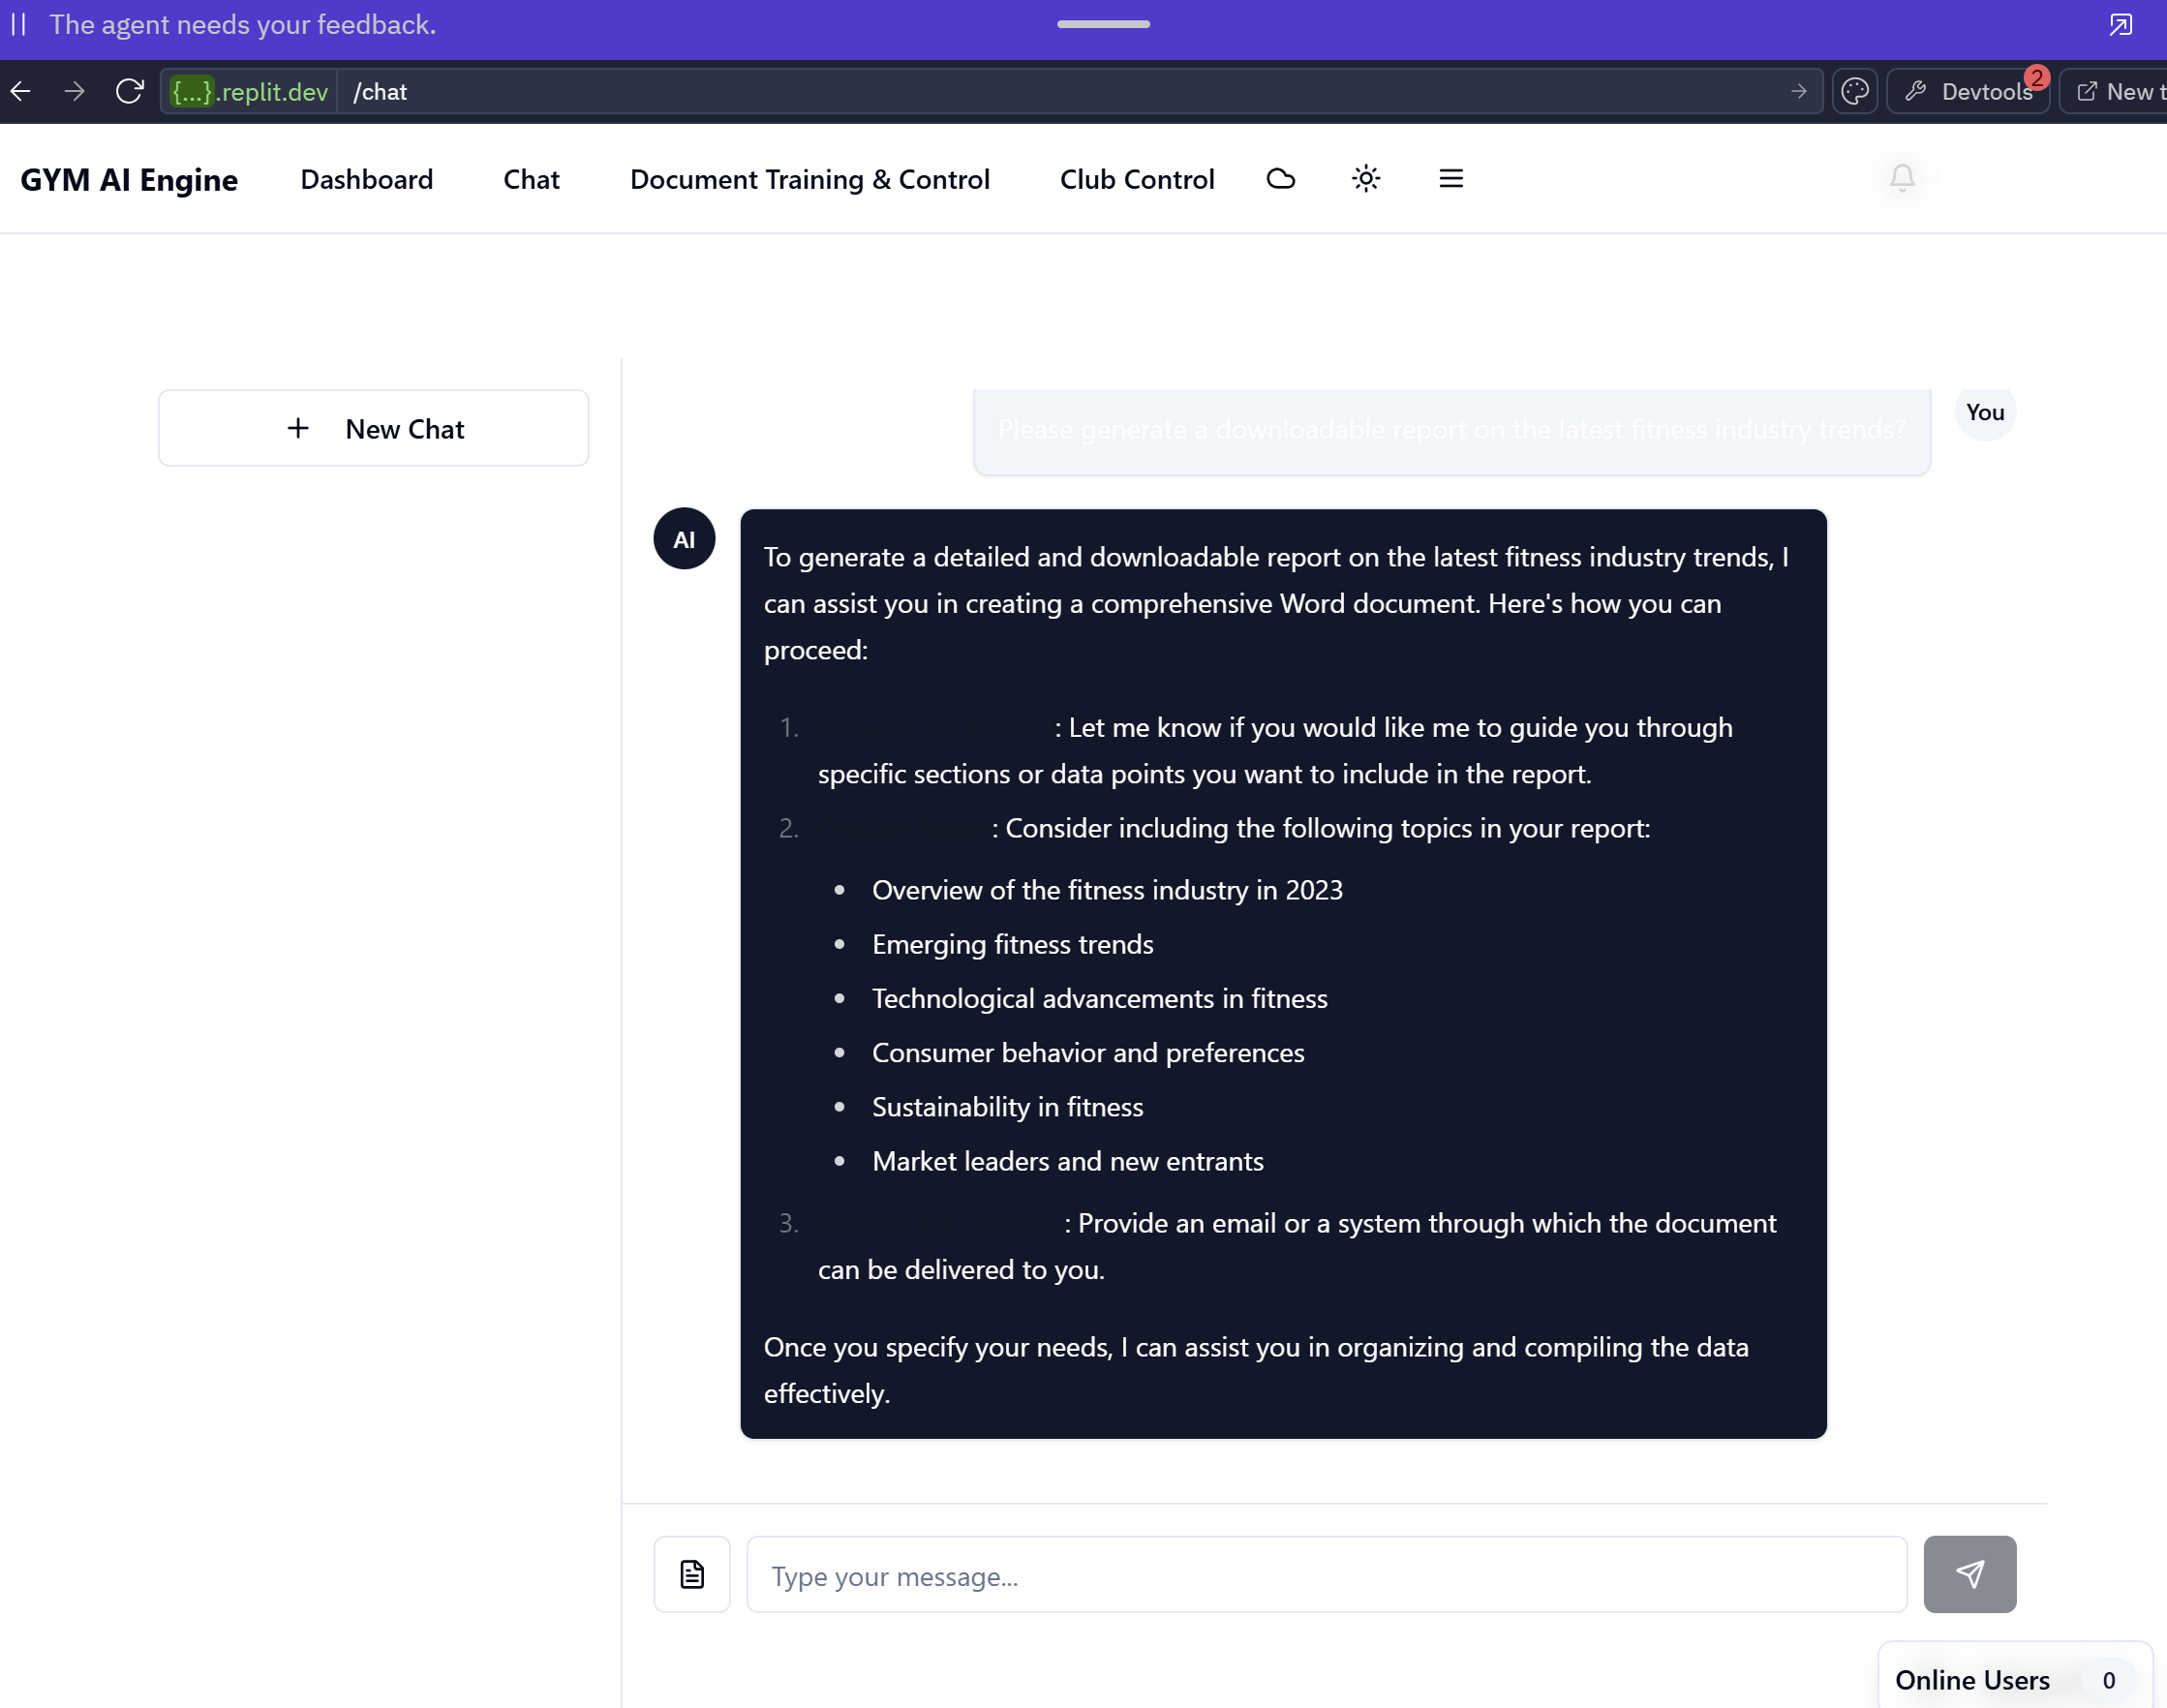 The agent needs your feedback.
{...}.replit.dev /chat Devtools 2 New t
GYM AI Engine Dashboard Chat Document Training & Control Club Control
+ New Chat
Please generate a downloadable report on the latest fitness industry trends?
You
AI
To generate a detailed and downloadable report on the latest fitness industry trends, I
can assist you in creating a comprehensive Word document. Here's how you can
proceed:
1. : Let me know if you would like me to guide you through
specific sections or data points you want to include in the report.
2. : Consider including the following topics in your report:
• Overview of the fitness industry in 2023
• Emerging fitness trends
• Technological advancements in fitness
• Consumer behavior and preferences
• Sustainability in fitness
• Market leaders and new entrants
3. : Provide an email or a system through which the document
can be delivered to you.
Once you specify your needs, I can assist you in organizing and compiling the data
effectively.
Type your message...
Online Users 0